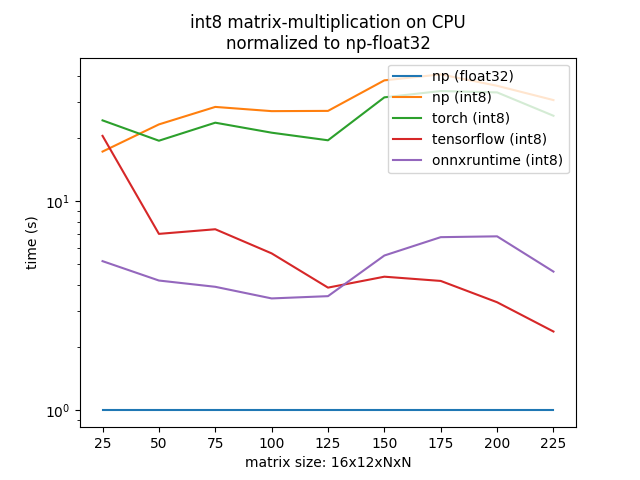 int8 matrix-multiplication on CPU
normalized to np-float32
np (float32)
np (int8)
torch (int8)
tensorflow (int8)
onnxruntime (int8)
time (s)
10¹
10⁰
25 50 75 100 125 150 175 200 225
matrix size: 16x12xNxN